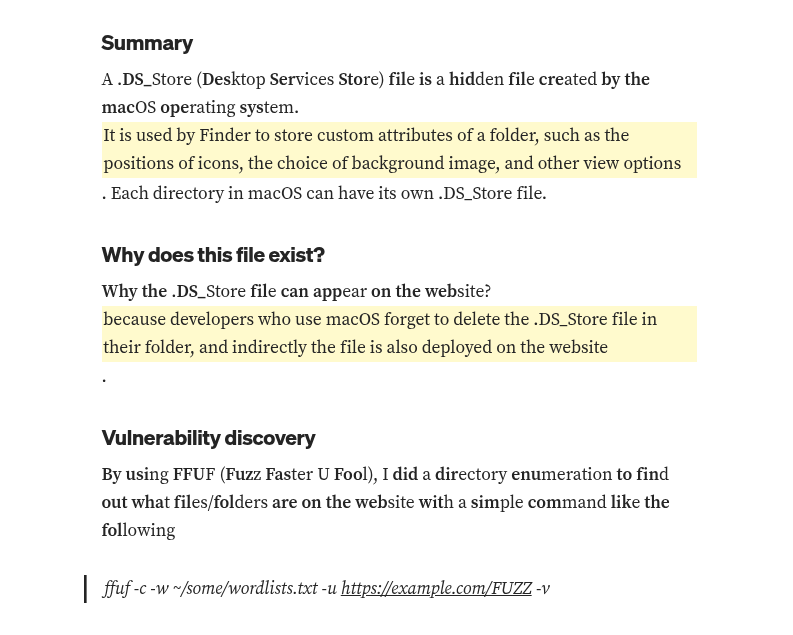 Summary
A .DS_Store (Desktop Services Store) file is a hidden file created by the
macOS operating system.
It is used by Finder to store custom attributes of a folder, such as the
positions of icons, the choice of background image, and other view options
. Each directory in macOS can have its own .DS_Store file.
Why does this file exist?
Why the .DS_Store file can appear on the website?
because developers who use macOS forget to delete the .DS_Store file in
their folder, and indirectly the file is also deployed on the website
.
Vulnerability discovery
By using FFUF (Fuzz Faster U Fool), I did a directory enumeration to find
out what files/folders are on the website with a simple command like the
following
ffuf -c -w ~/some/wordlists.txt -u https://example.com/FUZZ -v